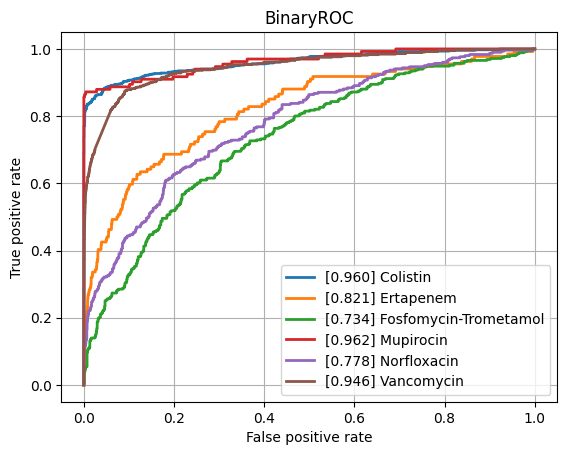 BinaryROC
True positive rate
1.0
0.8
0.6
0.4
0.2
0.0
[0.960] Colistin
[0.821] Ertapenem
[0.734] Fosfomycin-Trometamol
[0.962] Mupirocin
[0.778] Norfloxacin
[0.946] Vancomycin
0.0 0.2 0.4 0.6 0.8 1.0
False positive rate